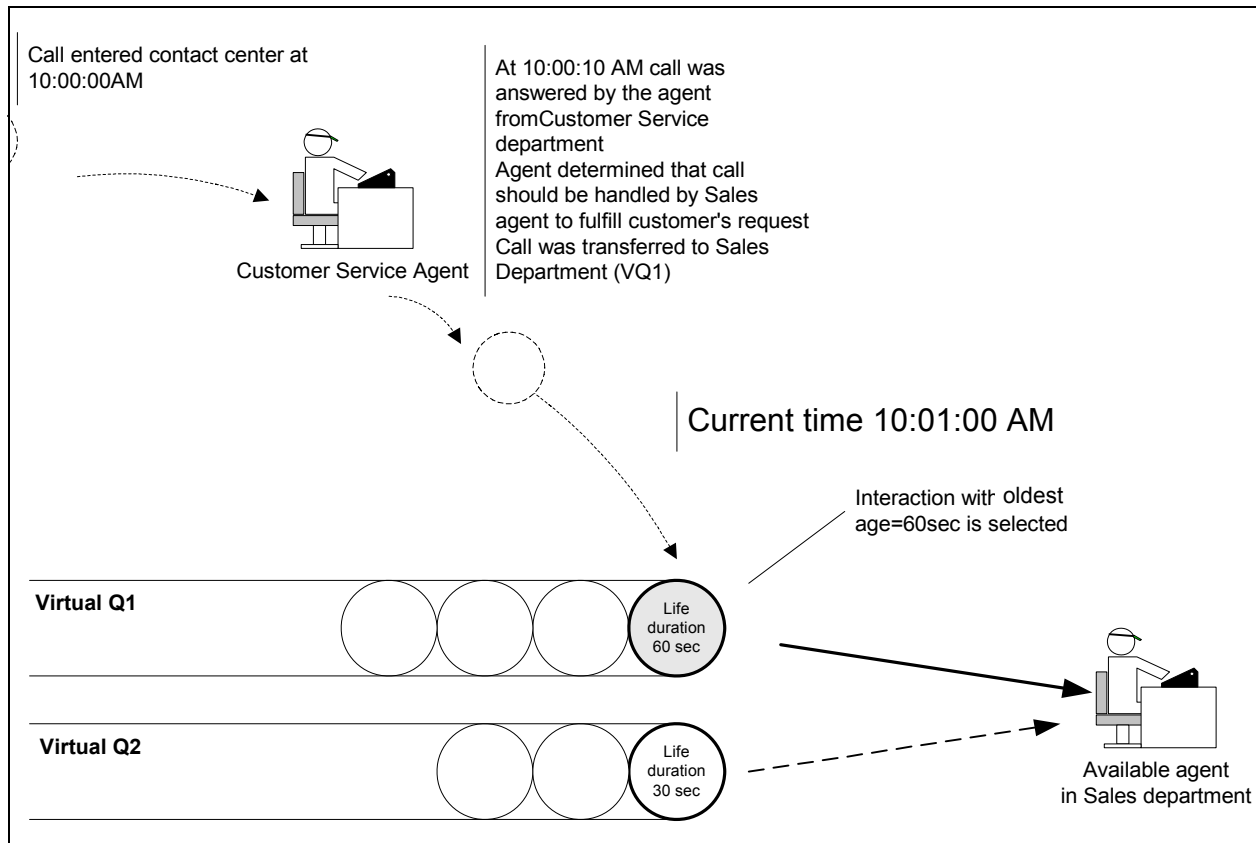 Call entered contact center at
10:00:00AM
At 10:00:10 AM call was
answered by the agent
fromCustomer Service
department
Agent determined that call
should be handled by Sales
agent to fulfill customer's request
Call was transferred to Sales
Department (VQ1)
Customer Service Agent
Current time 10:01:00 AM
Interaction with oldest
age=60sec is selected
Virtual Q1
Life
duration
60 sec
Virtual Q2
Life
duration
30 sec
Available agent
in Sales department